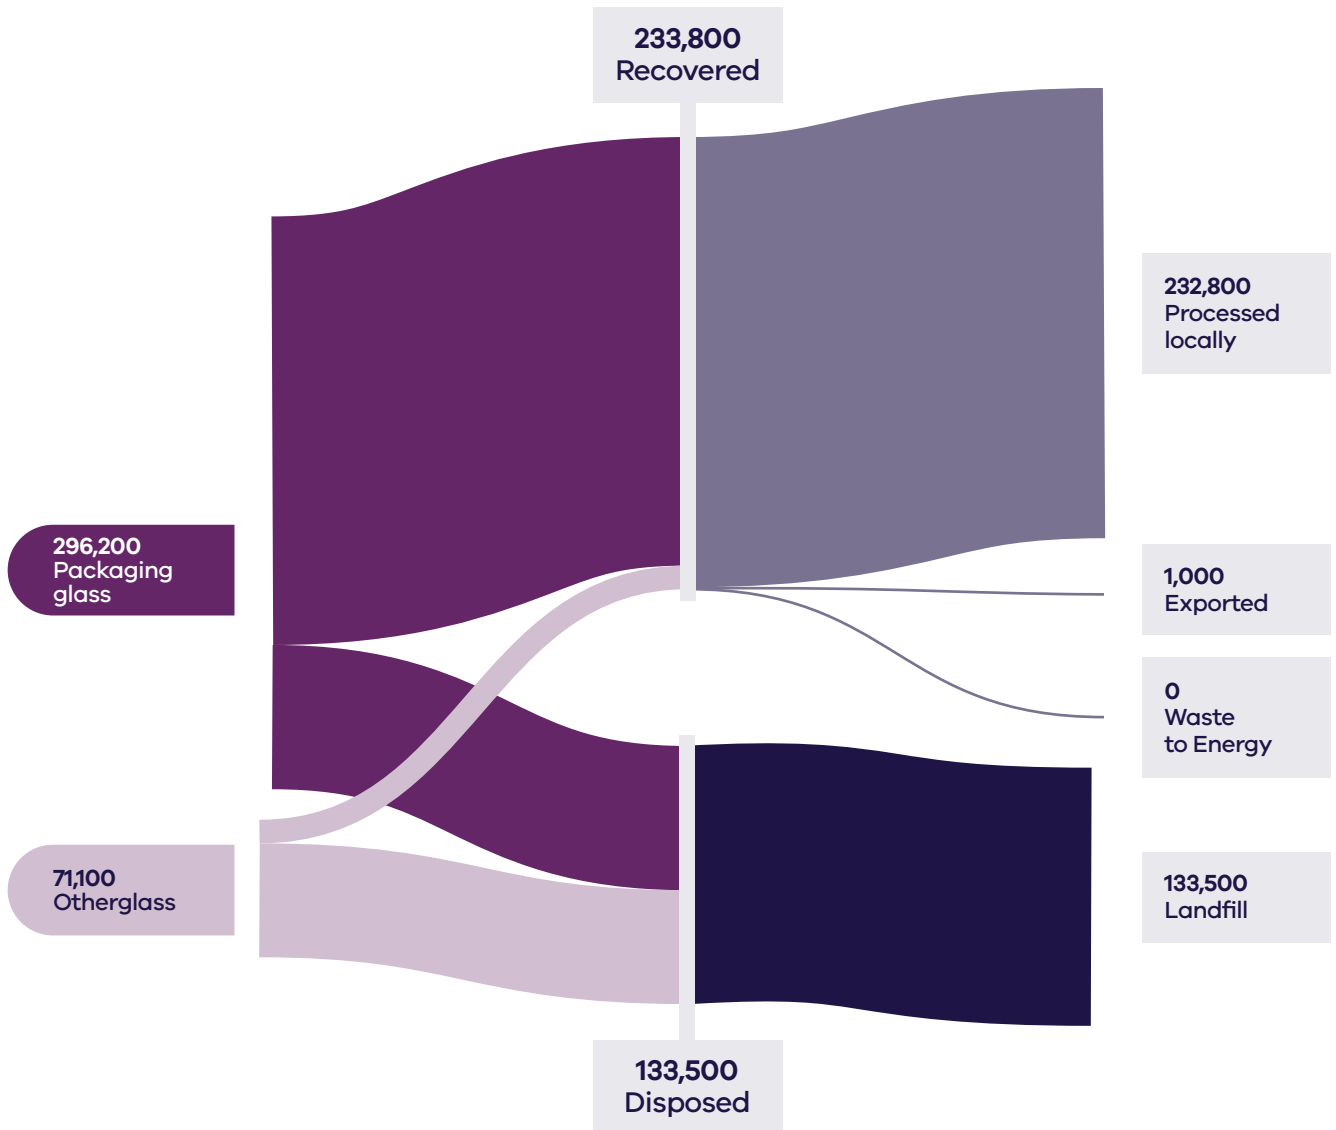 233,800
Recovered
296,200
Packaging
glass
71,100
Otherglass
232,800
Processed
locally
1,000
Exported
0
Waste
to Energy
133,500
Landfill
133,500
Disposed